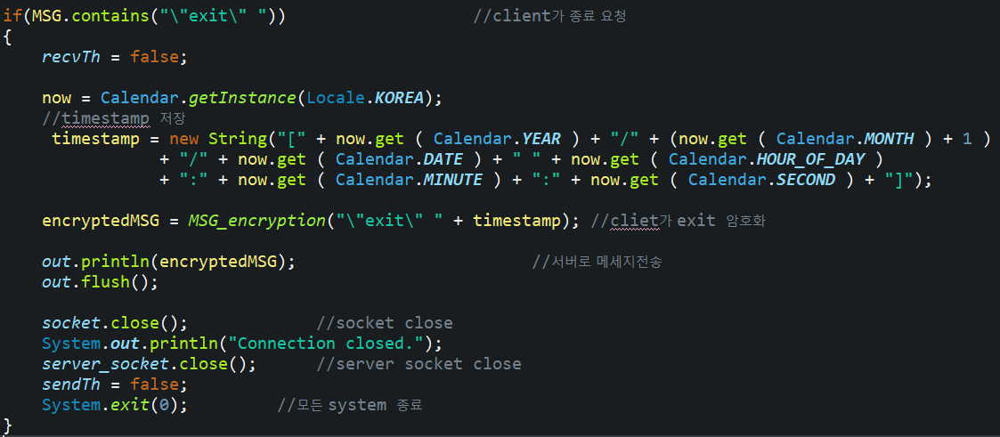 if(MSG.contains("\"exit\" ")) //client가 종료 요청
{
recvTh = false;
now = Calendar.getInstance(Locale.KOREA);
//timestamp 저장
timestamp = new String("[" + now.get ( Calendar.YEAR ) + "/" + (now.get ( Calendar.MONTH ) + 1 )
+ "/" + now.get ( Calendar.DATE ) + " " + now.get ( Calendar.HOUR_OF_DAY )
+ ":" + now.get ( Calendar.MINUTE ) + ":" + now.get ( Calendar.SECOND ) + "]");
encryptedMSG = MSG_encryption("\"exit\" " + timestamp); //cliet가 exit 암호화
out.println(encryptedMSG); //서버로 메세지전송
out.flush();
socket.close(); //socket close
System.out.println("Connection closed.");
server_socket.close(); //server socket close
sendTh = false;
System.exit(0); //모든 system 종료
}